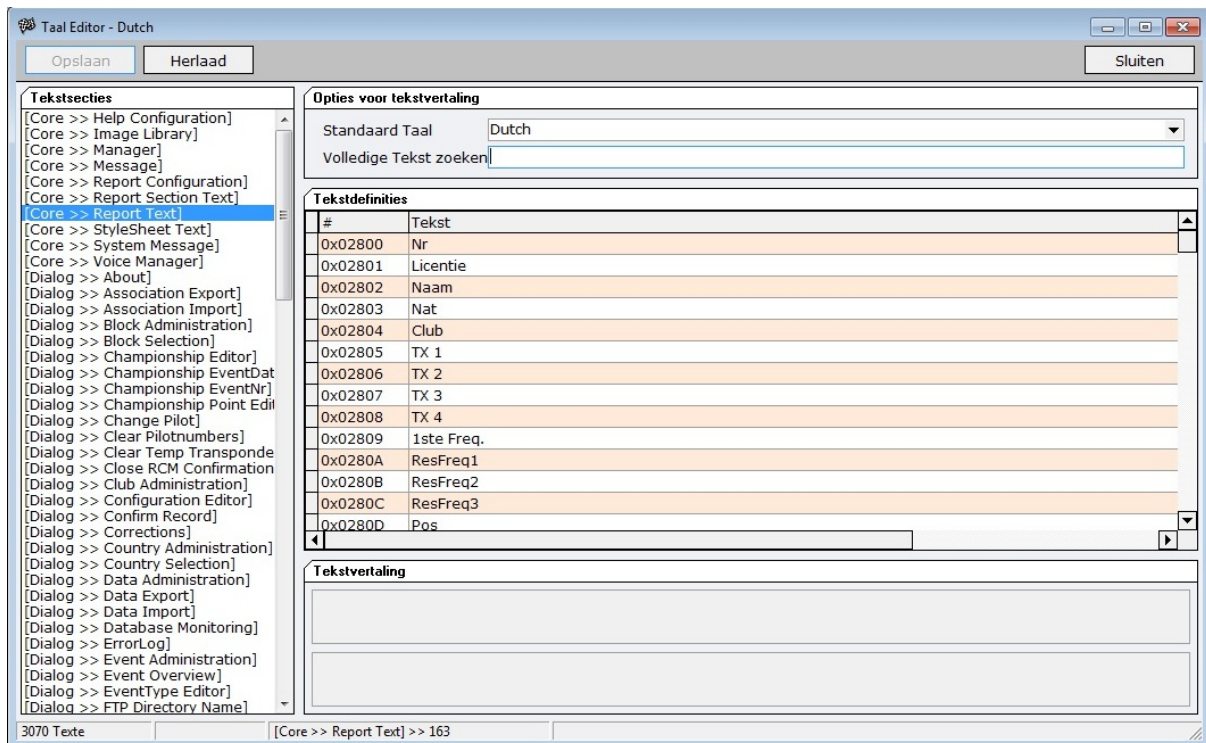 Taal Editor - Dutch
Opslaan
Herlaad
Sluiten
Tekstsecties
[Core >> Help Configuration]
[Core >> Image Library]
[Core >> Manager]
[Core >> Message]
[Core >> Report Configuration]
[Core >> Report Section Text]
[Core >> Report Text]
[Core >> StyleSheet Text]
[Core >> System Message]
[Core >> Voice Manager]
[Dialog >> About]
[Dialog >> Association Export]
[Dialog >> Association Import]
[Dialog >> Block Administration]
[Dialog >> Block Selection]
[Dialog >> Championship Editor]
[Dialog >> Championship EventDat
[Dialog >> Championship EventNr]
[Dialog >> Championship Point Edit
[Dialog >> Change Pilot]
[Dialog >> Clear Pilotnumbers]
[Dialog >> Clear Temp Transponde
[Dialog >> Close RCM Confirmation
[Dialog >> Club Administration]
[Dialog >> Configuration Editor]
[Dialog >> Confirm Record]
[Dialog >> Corrections]
[Dialog >> Country Administration]
[Dialog >> Country Selection]
[Dialog >> Data Administration]
[Dialog >> Data Export]
[Dialog >> Data Import]
[Dialog >> Database Monitoring]
[Dialog >> ErrorLog]
[Dialog >> Event Administration]
[Dialog >> Event Overview]
[Dialog >> EventType Editor]
[Dialog >> FTP Directory Name]
Opties voor tekstvertaling
Standaard Taal Dutch
Volledige Tekst zoeken
Tekstdefinities
# Tekst
0x02800 Nr
0x02801 Licentie
0x02802 Naam
0x02803 Nat
0x02804 Club
0x02805 TX 1
0x02806 TX 2
0x02807 TX 3
0x02808 TX 4
0x02809 1ste Freq.
0x0280A ResFreq1
0x0280B ResFreq2
0x0280C ResFreq3
0x0280D Pos
Tekstvertaling
3070 Texte
[Core >> Report Text] >> 163